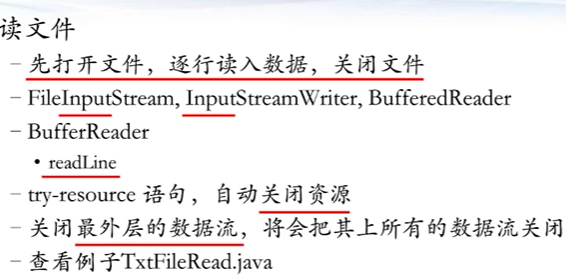 读文件
– 先打开文件，逐行读入数据，关闭文件
– FileInputStream, InputStreamWriter, BufferedReader
– BufferReader
• readLine
– try-resource 语句，自动关闭资源
– 关闭最外层的数据流，将会把其上所有的数据流关闭
– 查看例子TxtFileRead.java